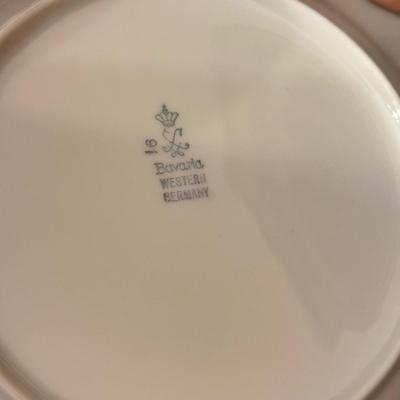 16
Bavaria
WESTERN
GERMANY